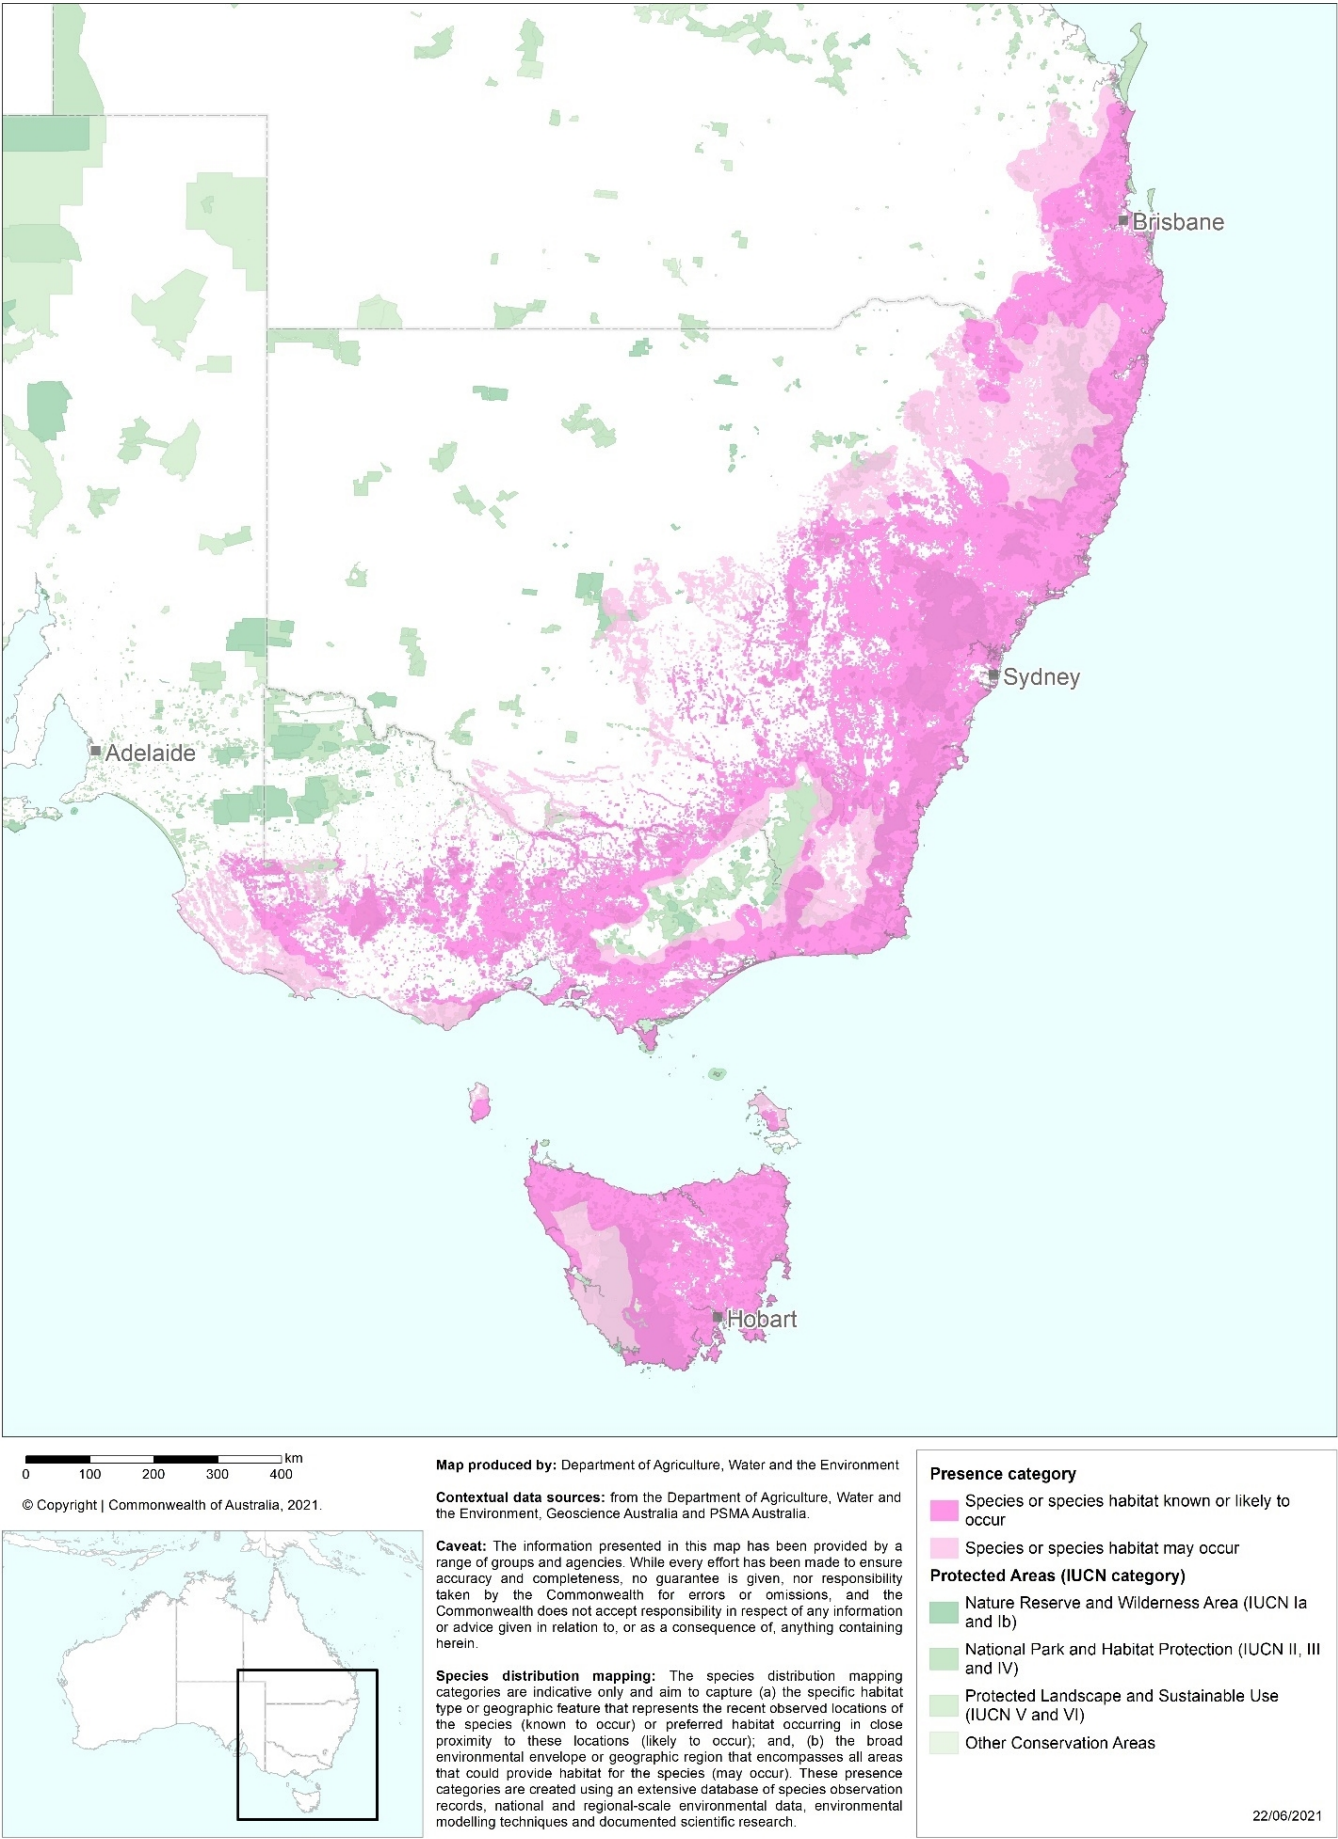 Brisbane
Sydney
Adelaide
Hobart
km
0 100 200 300 400
© Copyright | Commonwealth of Australia, 2021.
Map produced by: Department of Agriculture, Water and the Environment
Contextual data sources: from the Department of Agriculture, Water and
the Environment, Geoscience Australia and PSMA Australia.
Caveat: The information presented in this map has been provided by a
range of groups and agencies. While every effort has been made to ensure
accuracy and completeness, no guarantee is given, nor responsibility
taken by the Commonwealth for errors or omissions, and the
Commonwealth does not accept responsibility in respect of any information
or advice given in relation to, or as a consequence of, anything containing
herein.
Species distribution mapping: The species distribution mapping
categories are indicative only and aim to capture (a) the specific habitat
type or geographic feature that represents the recent observed locations of
the species (known to occur) or preferred habitat occurring in close
proximity to these locations (likely to occur); and, (b) the broad
environmental envelope or geographic region that encompasses all areas
that could provide habitat for the species (may occur). These presence
categories are created using an extensive database of species observation
records, national and regional-scale environmental data, environmental
modelling techniques and documented scientific research.
Presence category
Species or species habitat known or likely to
occur
Species or species habitat may occur
Protected Areas (IUCN category)
Nature Reserve and Wilderness Area (IUCN Ia
and Ib)
National Park and Habitat Protection (IUCN II, III
and IV)
Protected Landscape and Sustainable Use
(IUCN V and VI)
Other Conservation Areas
22/06/2021